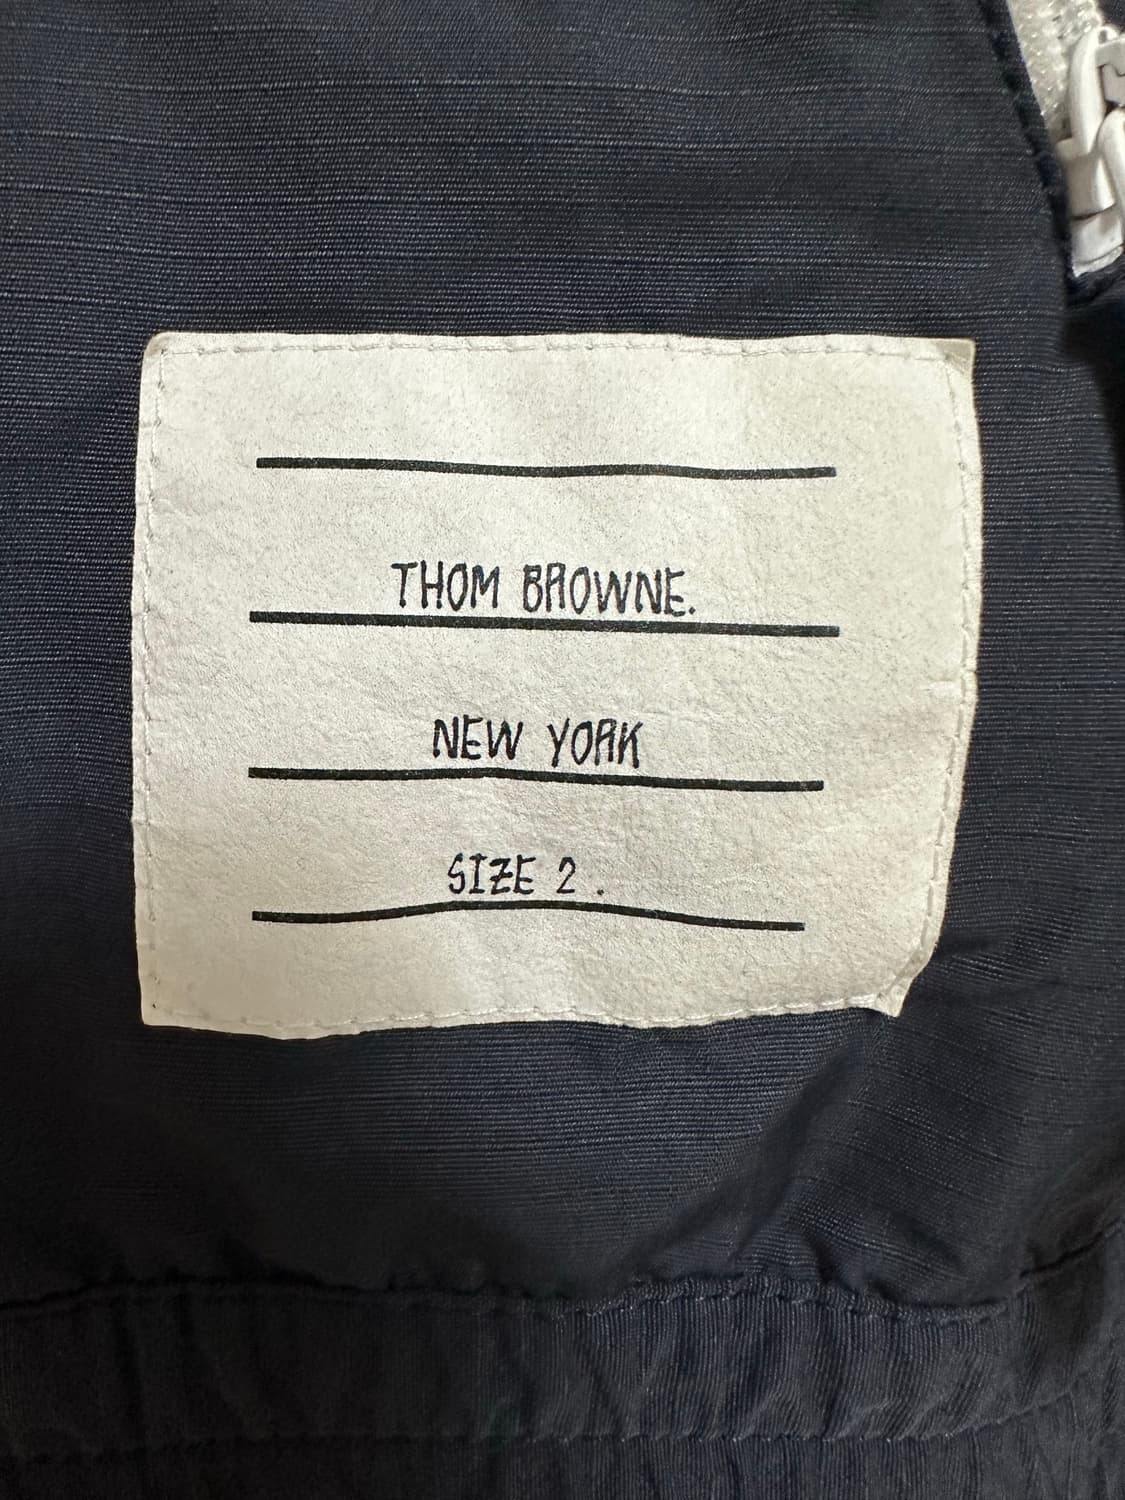 THOM BROWNE.
NEW YORK
SIZE 2 .